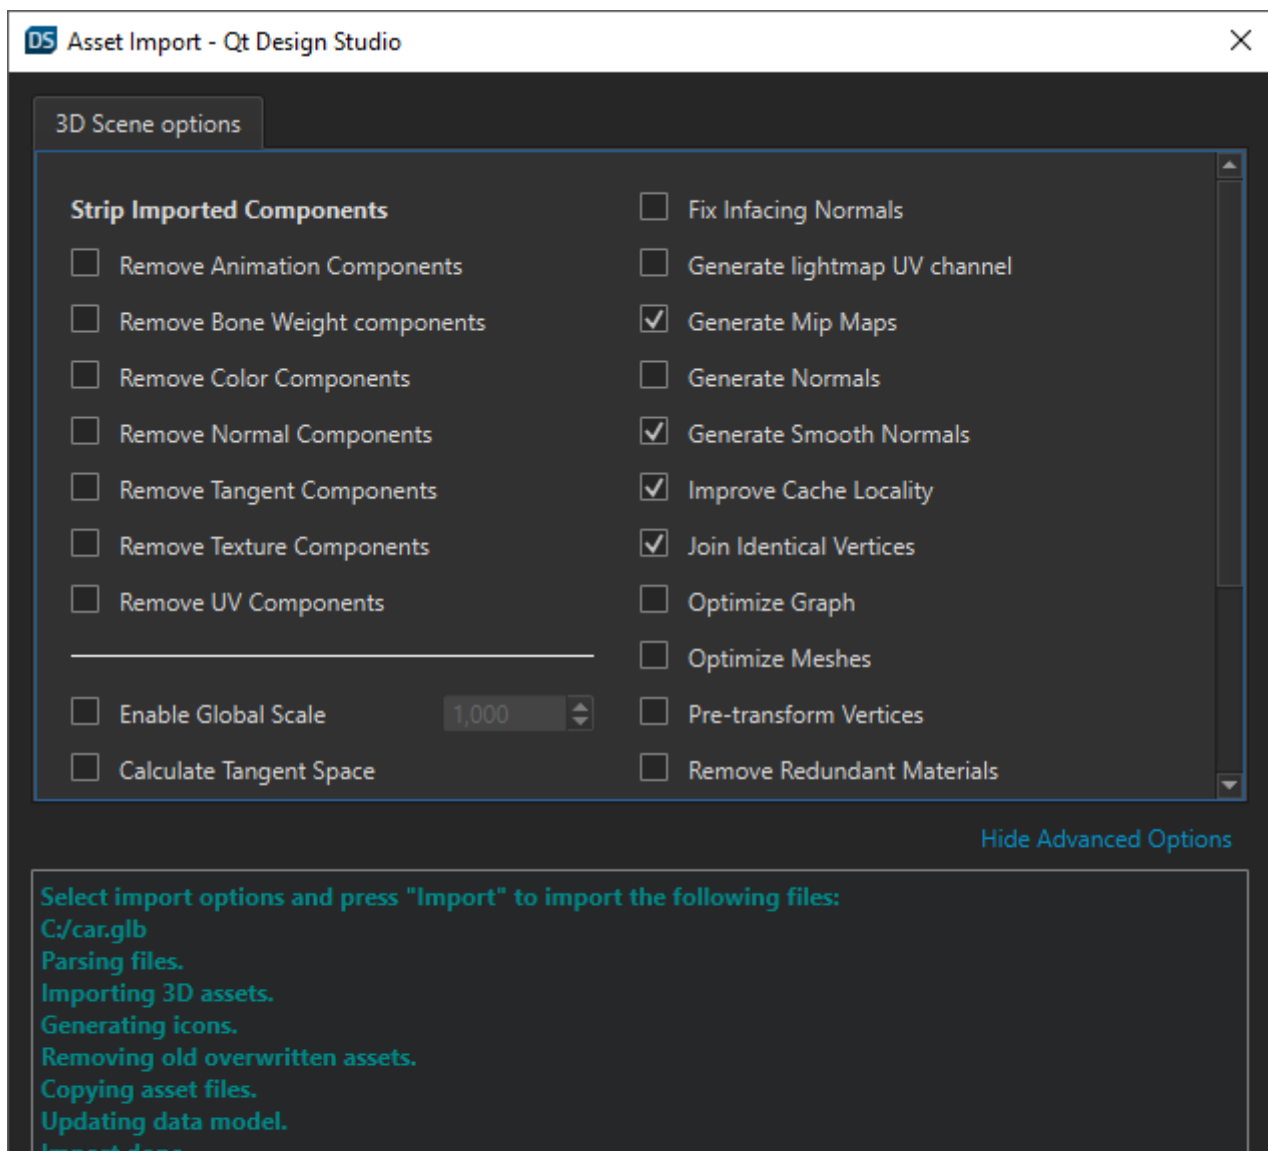 DS Asset Import - Qt Design Studio
3D Scene options
Strip Imported Components
Remove Animation Components
Remove Bone Weight components
Remove Color Components
Remove Normal Components
Remove Tangent Components
Remove Texture Components
Remove UV Components
Enable Global Scale 1,000
Calculate Tangent Space
Fix Infacing Normals
Generate lightmap UV channel
Generate Mip Maps
Generate Normals
Generate Smooth Normals
Improve Cache Locality
Join Identical Vertices
Optimize Graph
Optimize Meshes
Pre-transform Vertices
Remove Redundant Materials
Hide Advanced Options
Select import options and press "Import" to import the following files:
C:/car.glb
Parsing files.
Importing 3D assets.
Generating icons.
Removing old overwritten assets.
Copying asset files.
Updating data model.
Import done